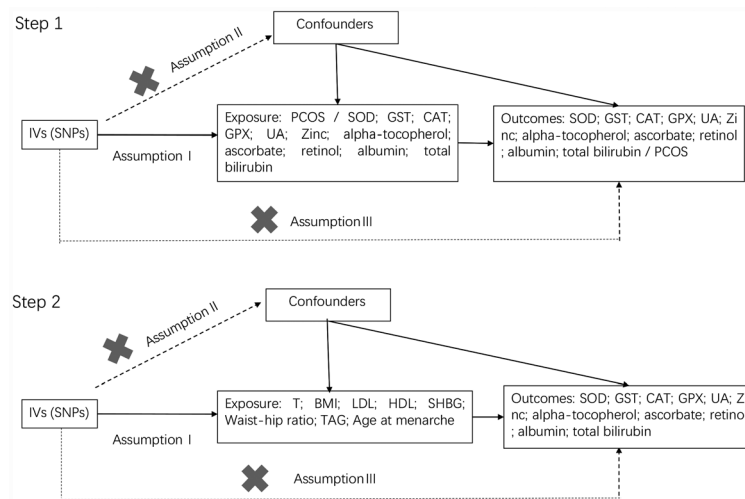 Step 1
Confounders
Assumption II
IVs (SNPs)
Assumption I
Exposure: PCOS / SOD; GST; CAT;
GPX; UA; Zinc; alpha-tocopherol;
ascorbate; retinol; albumin; total
bilirubin
Outcomes: SOD; GST; CAT; GPX; UA; Zi
nc; alpha-tocopherol; ascorbate; retinol
; albumin; total bilirubin / PCOS
Assumption III
Step 2
Confounders
Assumption II
IVs (SNPs)
Assumption I
Exposure: T; BMI; LDL; HDL; SHBG;
Waist-hip ratio; TAG; Age at menarche
Outcomes: SOD; GST; CAT; GPX; UA; Zi
nc; alpha-tocopherol; ascorbate; retinol
; albumin; total bilirubin
Assumption III